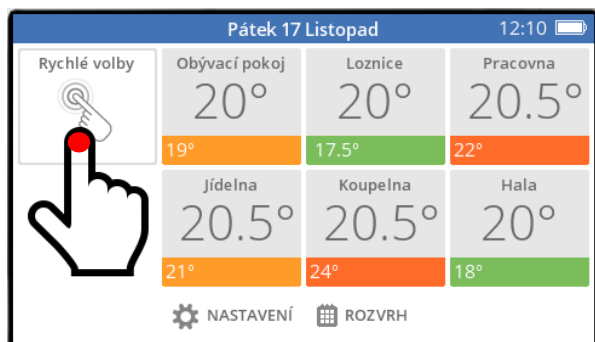 Pátek 17 Listopad 12:10
Rychlé volby
Obývací pokoj
20°
19°
Loznice
20°
17.5°
Pracovna
20.5°
22°
Jídelna
20.5°
21°
Koupelna
20.5°
24°
Hala
20°
18°
NASTAVENÍ
ROZVRH